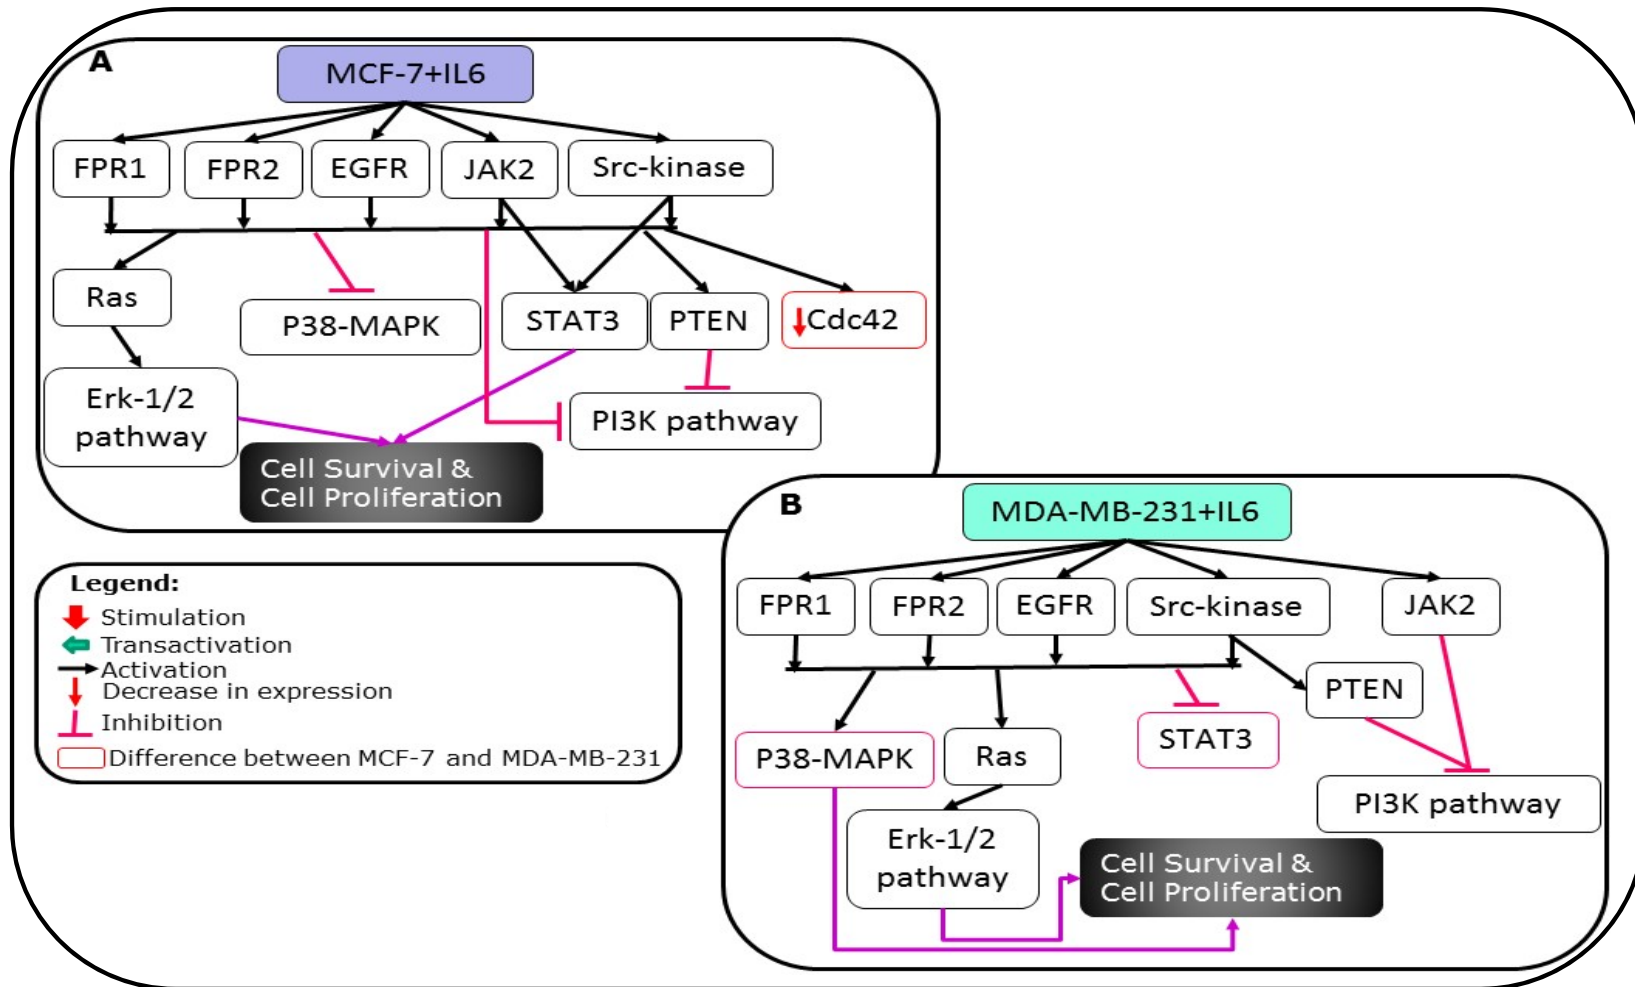 A
MCF-7+IL6
FPR1
FPR2
EGFR
JAK2
Src-kinase
Ras
P38-MAPK
STAT3
PTEN
Cdc42
Erk-1/2
pathway
PI3K pathway
Cell Survival &
Cell Proliferation
Legend:
Stimulation
Transactivation
Activation
Decrease in expression
Inhibition
Difference between MCF-7 and MDA-MB-231
B
MDA-MB-231+IL6
FPR1
FPR2
EGFR
Src-kinase
JAK2
PTEN
P38-MAPK
Ras
STAT3
PI3K pathway
Erk-1/2
pathway
Cell Survival &
Cell Proliferation